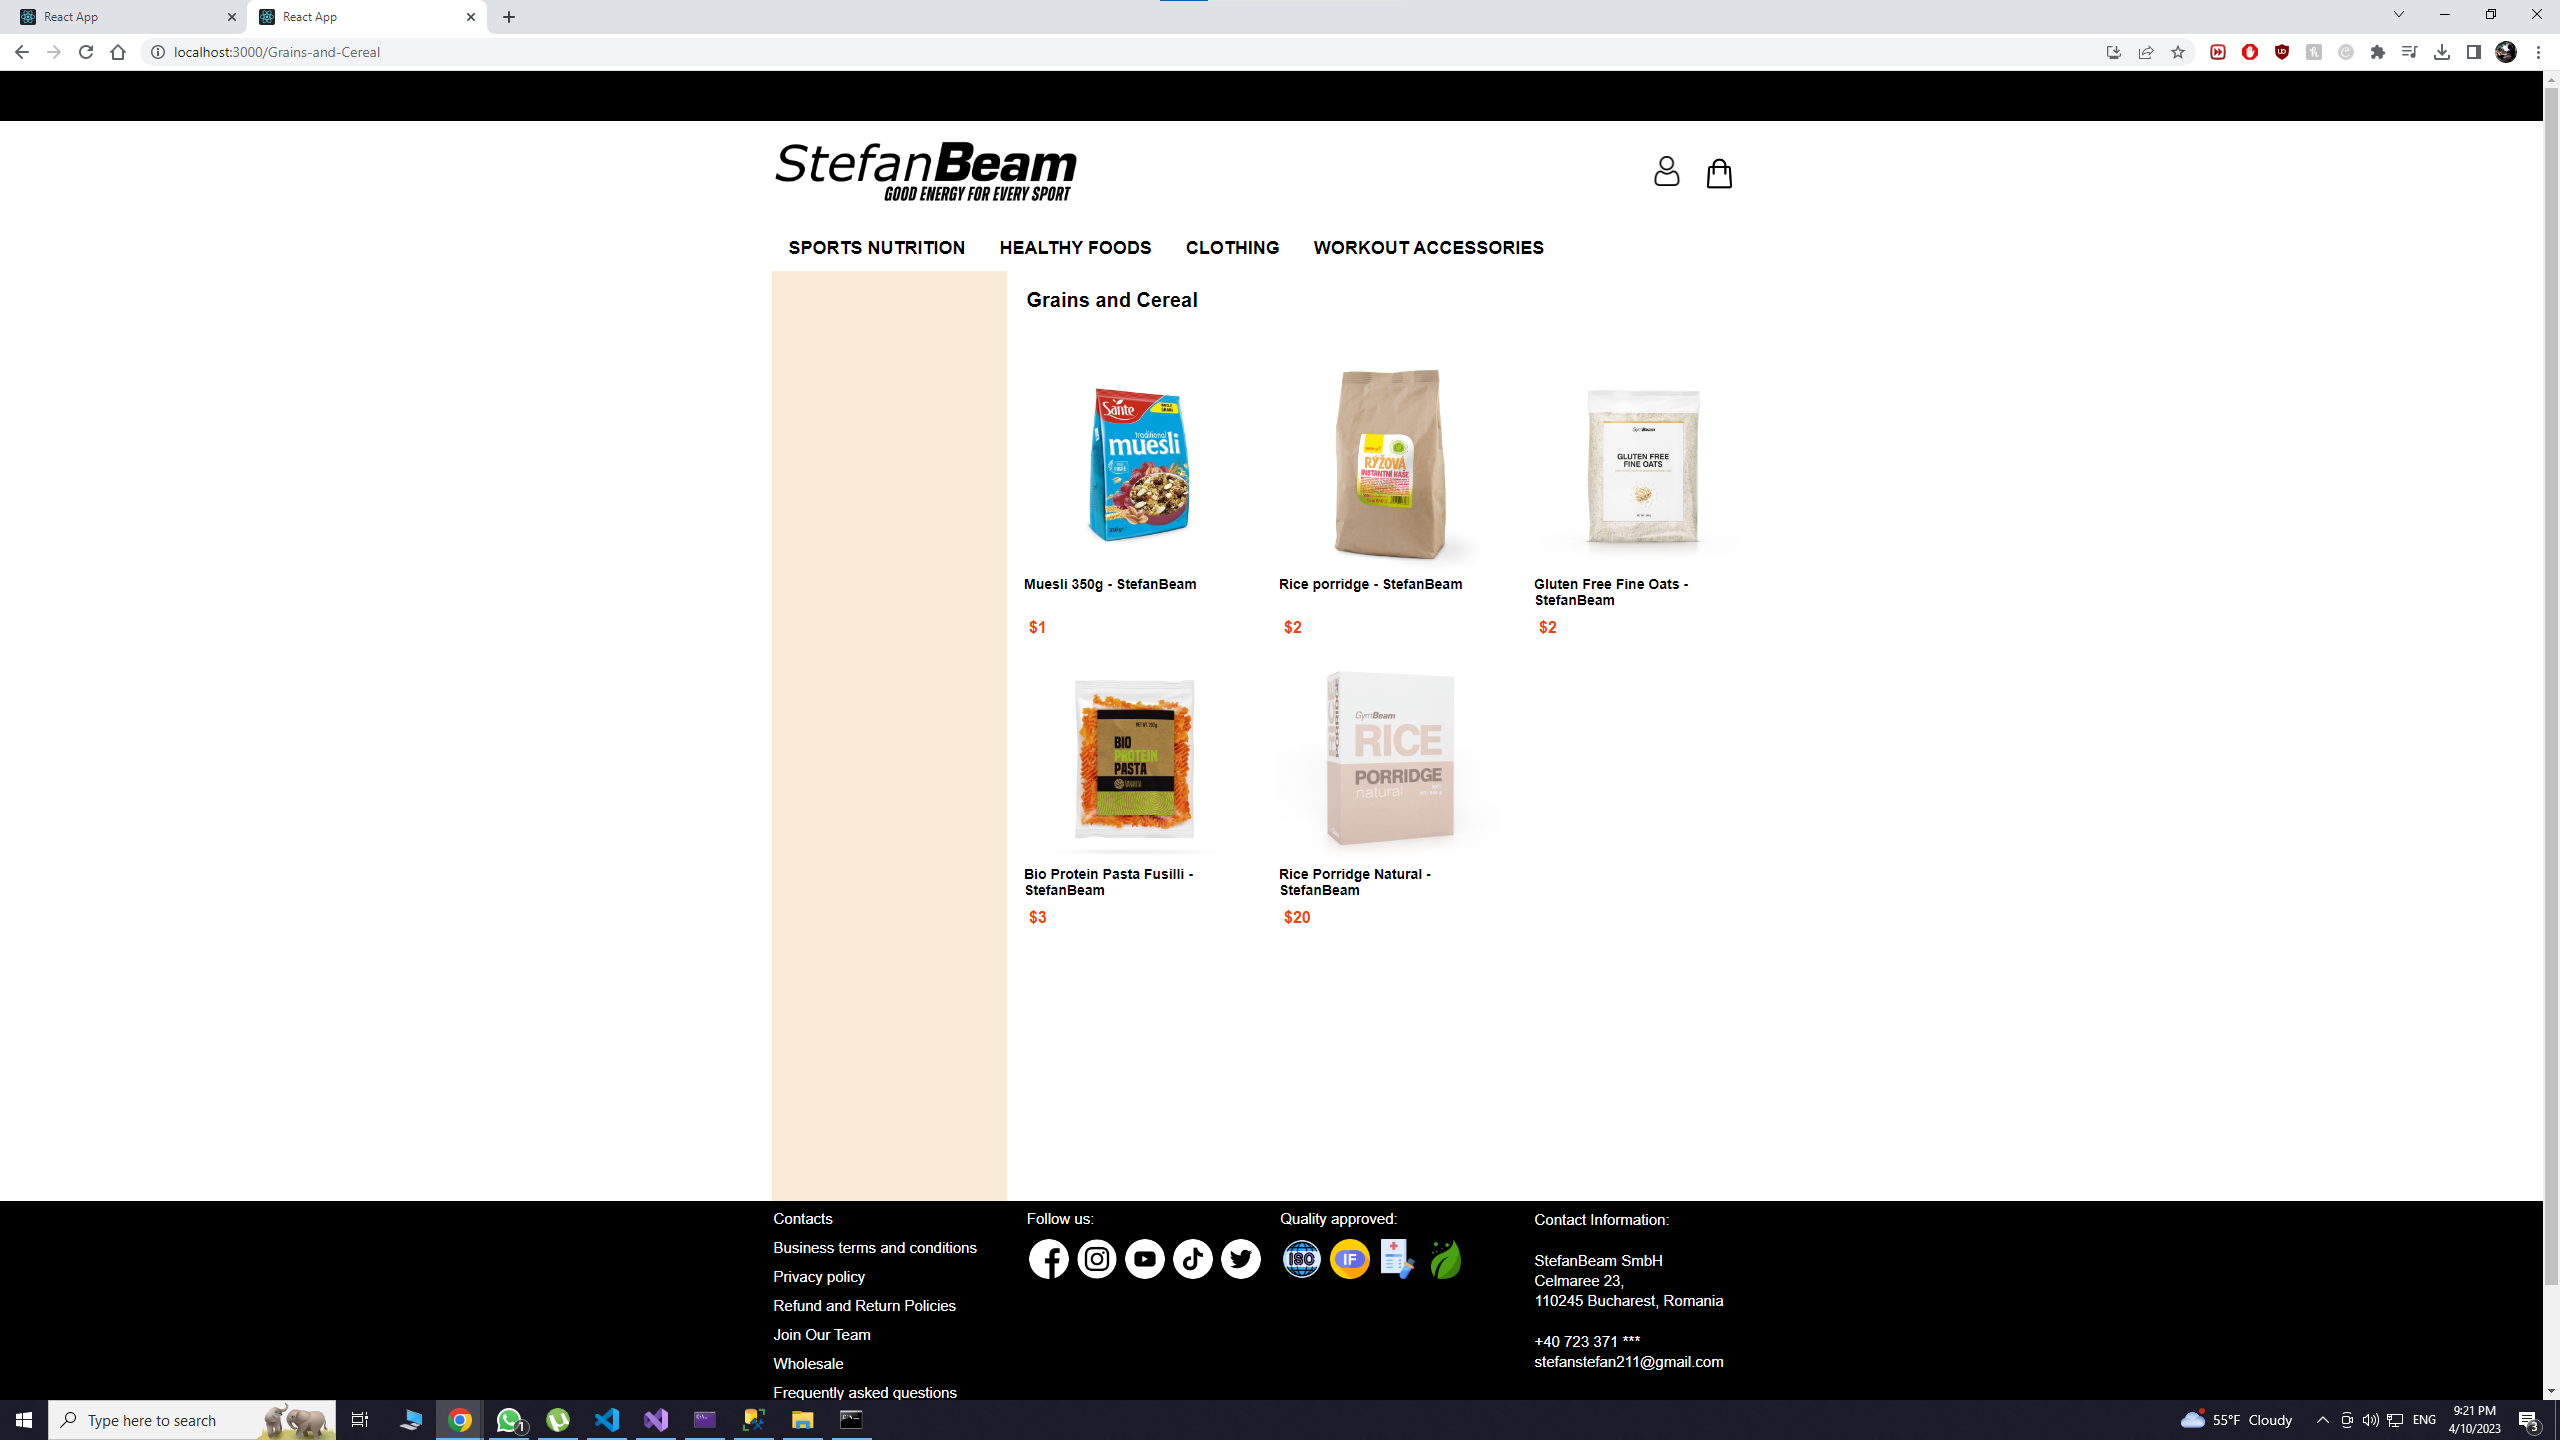 React App
React App
localhost:3000/Grains-and-Cereal
StefanBeam
GOOD ENERGY FOR EVERY SPORT
SPORTS NUTRITION
HEALTHY FOODS
CLOTHING
WORKOUT ACCESSORIES
Grains and Cereal
Sante
traditional
muesli
RÝŽOVÁ
INSTANTNÍ KAŠE
GymBeam
GLUTEN FREE
FINE OATS
Muesli 350g - StefanBeam
Rice porridge - StefanBeam
Gluten Free Fine Oats -
StefanBeam
$1
$2
$2
BIO
PROTEIN
PASTA
GymBeam
RICE
PORRIDGE
natural
RICE
PORRIDGE
Bio Protein Pasta Fusilli -
StefanBeam
Rice Porridge Natural -
StefanBeam
$3
$20
Contacts
Business terms and conditions
Privacy policy
Refund and Return Policies
Join Our Team
Wholesale
Frequently asked questions
Follow us:
Quality approved:
ISO
IF
Contact Information:
StefanBeam SmbH
Celmaree 23,
110245 Bucharest, Romania
+40 723 371 ***
stefanstefan211@gmail.com
Type here to search
1
55°F Cloudy
ENG
9:21 PM
4/10/2023
3